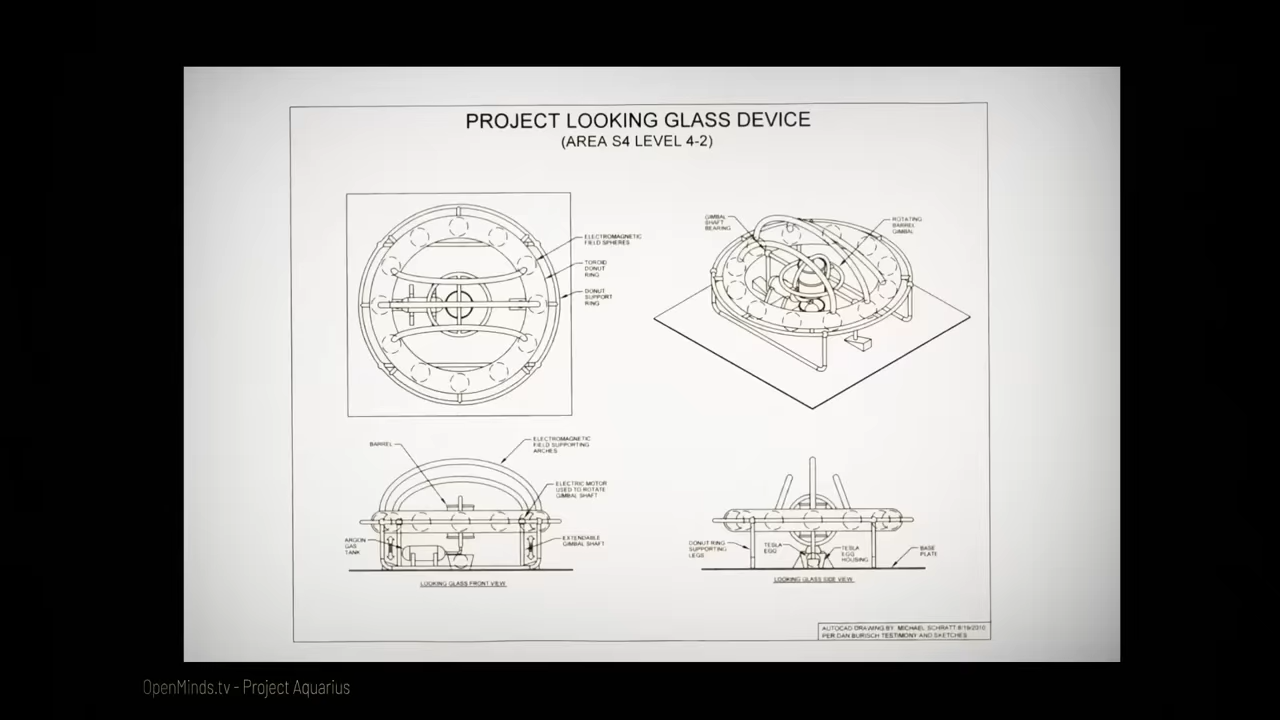 PROJECT LOOKING GLASS DEVICE
(AREA S4 LEVEL 4-2)
ELECTROMAGNETIC
FIELD SPHERES
TOROID
DONUT
RING
DONUT
SUPPORT
RING
GIMBAL
SHAFT
BEARING
ROTATING
BARREL
GIMBAL
BARREL
ELECTROMAGNETIC
FIELD SUPPORTING
ARCHES
ELECTRIC MOTOR
USED TO ROTATE
GIMBAL SHAFT
ARGON
GAS
TANK
EXTENDABLE
GIMBAL SHAFT
LOOKING GLASS FRONT VIEW
DONUT RING
SUPPORTING
LEGS
TESLA
EGG
TESLA
EGG
HOUSING
BASE
PLATE
LOOKING GLASS SIDE VIEW
AUTOCAD DRAWING BY: MICHAEL SCHRATT 8/19/2010
PER DAN BURISCH TESTIMONY AND SKETCHES
OpenMinds.tv - Project Aquarius